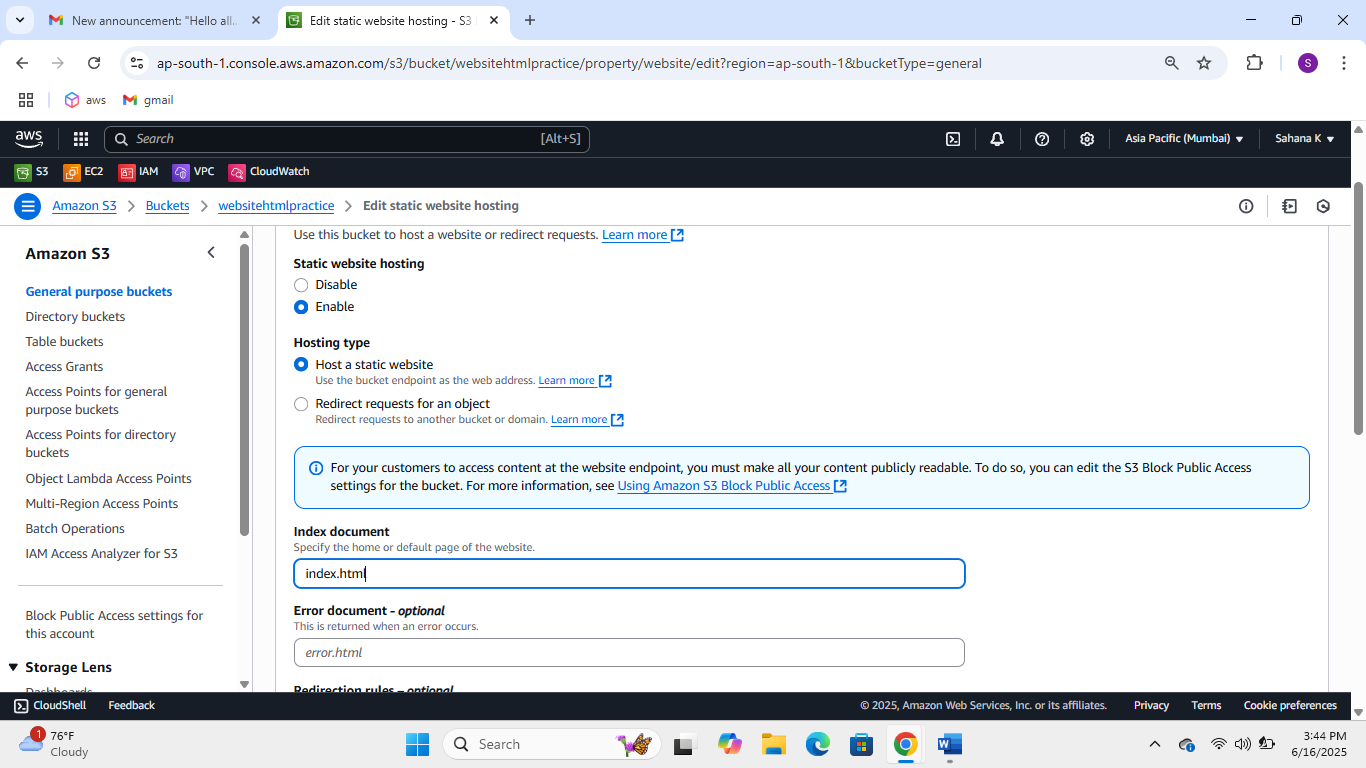 New announcement: "Hello all..
Edit static website hosting - S3
ap-south-1.console.aws.amazon.com/s3/bucket/websitehtmlpractice/property/website/edit?region=ap-south-1&bucketType=general
S
aws
gmail
aws
Search
[Alt+S]
Asia Pacific (Mumbai)
Sahana K
S3
EC2
IAM
VPC
CloudWatch
Amazon S3
Buckets
websitehtmlpractice
Edit static website hosting
Amazon S3
General purpose buckets
Directory buckets
Table buckets
Access Grants
Access Points for general
purpose buckets
Access Points for directory
buckets
Object Lambda Access Points
Multi-Region Access Points
Batch Operations
IAM Access Analyzer for S3
Block Public Access settings for
this account
Storage Lens
Dashboards
Use this bucket to host a website or redirect requests. Learn more
Static website hosting
Disable
Enable
Hosting type
Host a static website
Use the bucket endpoint as the web address. Learn more
Redirect requests for an object
Redirect requests to another bucket or domain. Learn more
For your customers to access content at the website endpoint, you must make all your content publicly readable. To do so, you can edit the S3 Block Public Access
settings for the bucket. For more information, see Using Amazon S3 Block Public Access
Index document
Specify the home or default page of the website.
index.html
Error document – optional
This is returned when an error occurs.
error.html
Redirection rules – optional
CloudShell
Feedback
© 2025, Amazon Web Services, Inc. or its affiliates.
Privacy
Terms
Cookie preferences
1
76°F
Cloudy
Search
3:44 PM
6/16/2025